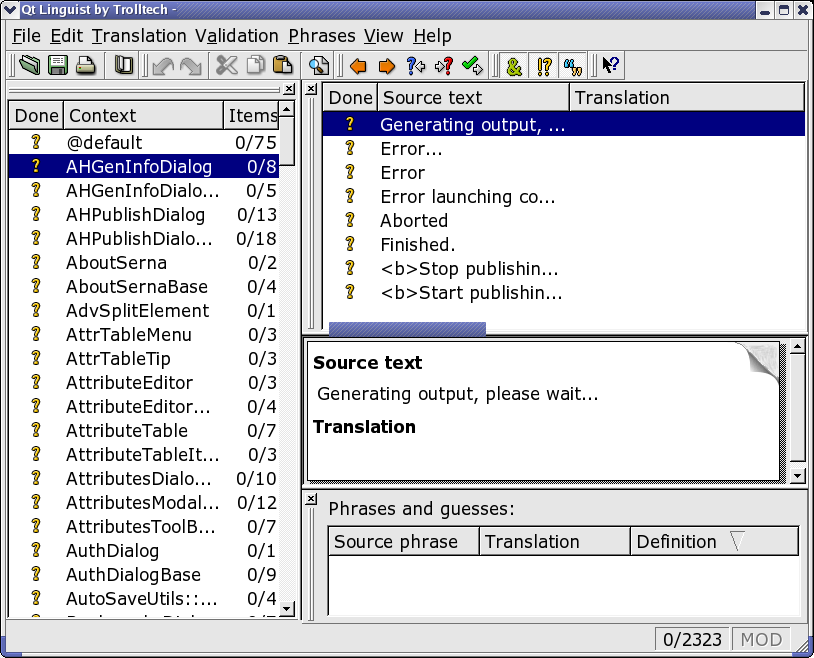 Qt Linguist by Trolltech -
File Edit Translation Validation Phrases View Help
Done Context Items
? @default 0/75
? AHGenInfoDialog 0/8
? AHGenInfoDialo... 0/5
? AHPublishDialog 0/13
? AHPublishDialo... 0/18
? AboutSerna 0/2
? AboutSernaBase 0/4
? AdvSplitElement 0/1
? AttrTableMenu 0/3
? AttrTableTip 0/3
? AttributeEditor 0/3
? AttributeEditor... 0/4
? AttributeTable 0/7
? AttributeTableIt... 0/3
? AttributesDialo... 0/10
? AttributesModal... 0/12
? AttributesToolB... 0/7
? AuthDialog 0/1
? AuthDialogBase 0/9
? AutoSaveUtils::... 0/4
Done Source text Translation
? Generating output, ...
? Error...
? Error
? Error launching co...
? Aborted
? Finished.
? <b>Stop publishin...
? <b>Start publishin...
Source text
Generating output, please wait...
Translation
Phrases and guesses:
Source phrase Translation Definition
0/2323 MOD